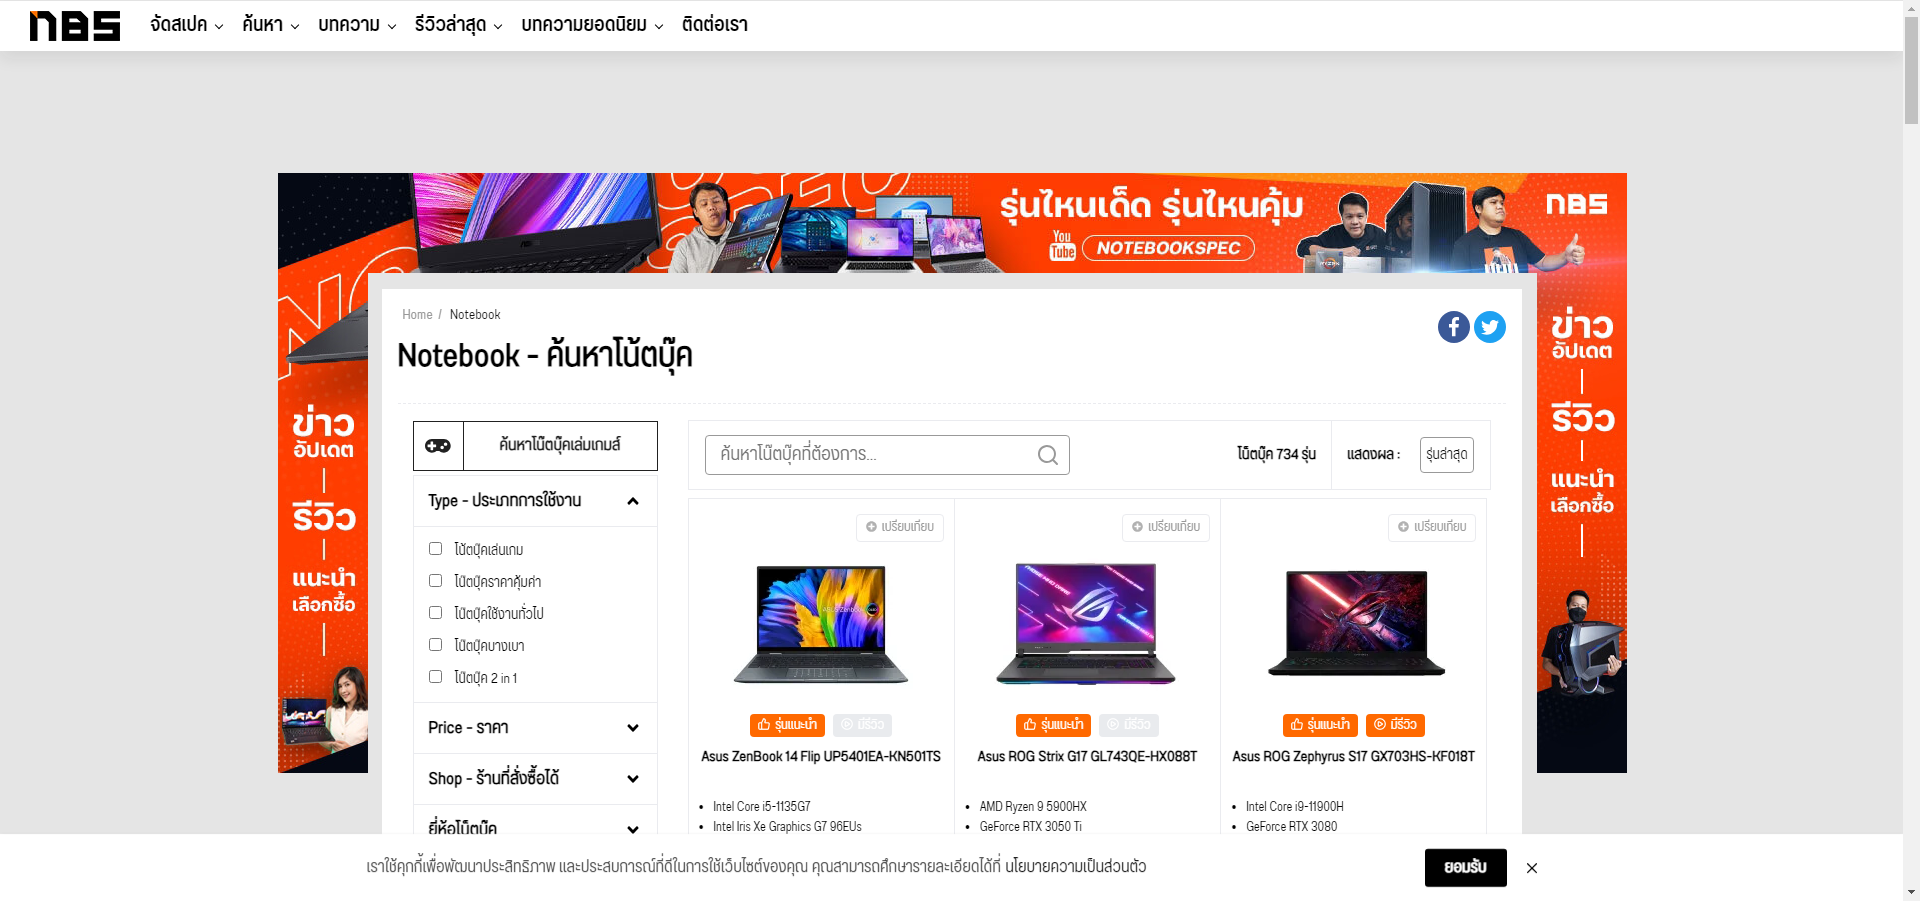 nBS
จัดสเปค
ค้นหา
บทความ
รีวิวล่าสุด
บทความยอดนิยม
ติดต่อเรา
รุ่นไหนเด็ด รุ่นไหนคุ้ม
You Tube NOTEBOOKSPEC
nBS
ข่าว
อัปเดต
รีวิว
แนะนำ
เลือกซื้อ
ข่าว
อัปเดต
รีวิว
แนะนำ
เลือกซื้อ
Home / Notebook
Notebook - ค้นหาโน้ตบุ๊ค
ค้นหาโน๊ตบุ๊คเล่มเกมส์
ค้นหาโน๊ตบุ๊คที่ต้องการ...
โน็ตบุ๊ค 734 รุ่น
แสดงผล :
รุ่นล่าสุด
Type - ประเภทการใช้งาน
โน้ตบุ๊คเล่นเกม
โน้ตบุ๊คราคาคุ้มค่า
โน้ตบุ๊คใช้งานทั่วไป
โน้ตบุ๊คบางเบา
โน้ตบุ๊ค 2 in 1
Price - ราคา
Shop - ร้านที่สั่งซื้อได้
ยี่ห้อโน็ตบุ๊ค
เปรียบเทียบ
รุ่นแนะนำ
มีรีวิว
Asus ZenBook 14 Flip UP5401EA-KN501TS
Intel Core i5-1135G7
Intel Iris Xe Graphics G7 96EUs
เปรียบเทียบ
รุ่นแนะนำ
มีรีวิว
Asus ROG Strix G17 GL743QE-HX088T
AMD Ryzen 9 5900HX
GeForce RTX 3050 Ti
เปรียบเทียบ
รุ่นแนะนำ
มีรีวิว
Asus ROG Zephyrus S17 GX703HS-KF018T
Intel Core i9-11900H
GeForce RTX 3080
เราใช้คุกกี้เพื่อพัฒนาประสิทธิภาพ และประสบการณ์ที่ดีในการใช้เว็บไซต์ของคุณ คุณสามารถศึกษารายละเอียดได้ที่ นโยบายความเป็นส่วนตัว
ยอมรับ